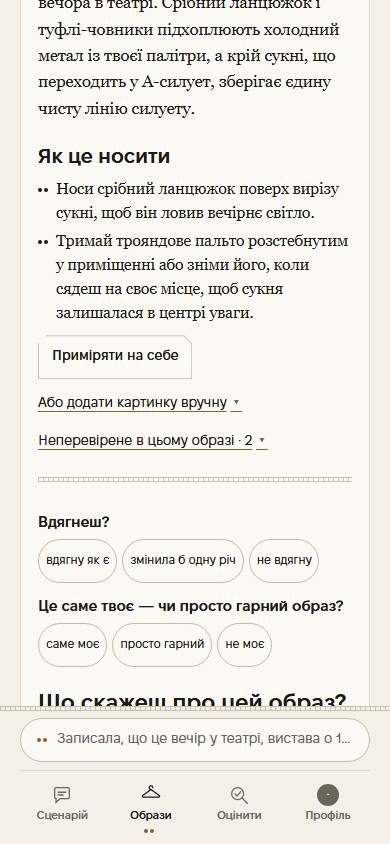 вечора в театрі. Срібний ланцюжок і
туфлі-човники підхоплюють холодний
метал із твоєї палітри, а крій сукні, що
переходить у А-силует, зберігає єдину
чисту лінію силуету.
Як це носити
Носи срібний ланцюжок поверх вирізу
сукні, щоб він ловив вечірнє світло.
Тримай трояндове пальто розстебнутим
у приміщенні або зніми його, коли
сядеш на своє місце, щоб сукня
залишалася в центрі уваги.
Приміряти на себе
Або додати картинку вручну
Неперевірене в цьому образі · 2
Вдягнеш?
вдягну як є
змінила б одну річ
не вдягну
Це саме твоє — чи просто гарний образ?
саме моє
просто гарний
не моє
Що скажеш про цей образ?
Записала, що це вечір у театрі, вистава о 1...
Сценарій
Образи
Оцінити
Профіль